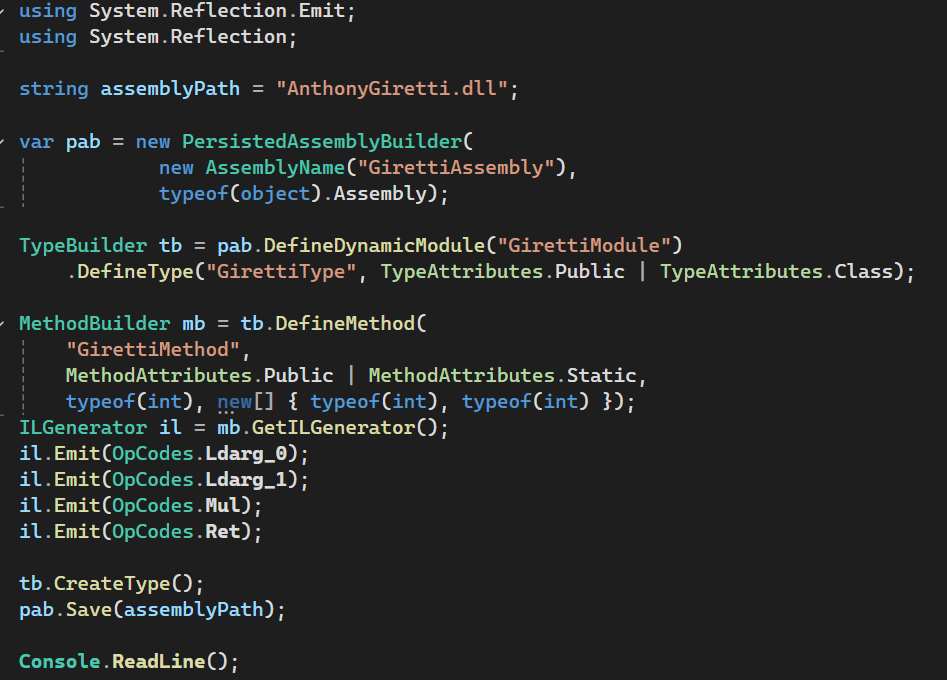 using System.Reflection.Emit;
using System.Reflection;
string assemblyPath = "AnthonyGiretti.dll";
var pab = new PersistedAssemblyBuilder(
new AssemblyName("GirettiAssembly"),
typeof(object).Assembly);
TypeBuilder tb = pab.DefineDynamicModule("GirettiModule")
.DefineType("GirettiType", TypeAttributes.Public | TypeAttributes.Class);
MethodBuilder mb = tb.DefineMethod(
"GirettiMethod",
MethodAttributes.Public | MethodAttributes.Static,
typeof(int), new[] { typeof(int), typeof(int) });
ILGenerator il = mb.GetILGenerator();
il.Emit(OpCodes.Ldarg_0);
il.Emit(OpCodes.Ldarg_1);
il.Emit(OpCodes.Mul);
il.Emit(OpCodes.Ret);
tb.CreateType();
pab.Save(assemblyPath);
Console.ReadLine();